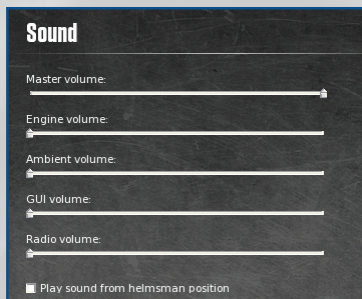 Sound
Master volume:
Engine volume:
Ambient volume:
GUI volume:
Radio volume:
Play sound from helmsman position